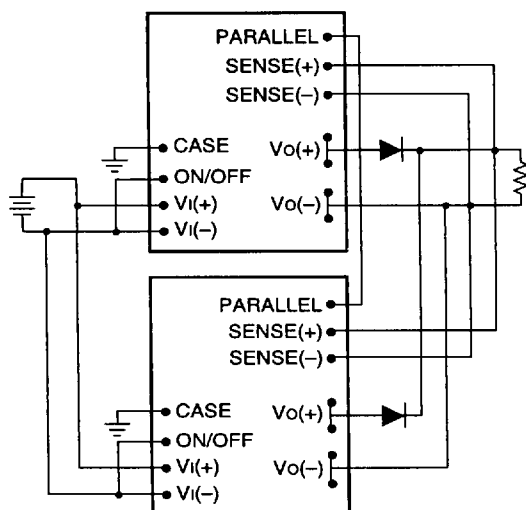 PARALLEL
SENSE(+)
SENSE(–)
CASE
VO(+)
ON/OFF
VI(+)
VO(–)
VI(–)
PARALLEL
SENSE(+)
SENSE(–)
CASE
VO(+)
ON/OFF
VI(+)
VO(–)
VI(–)